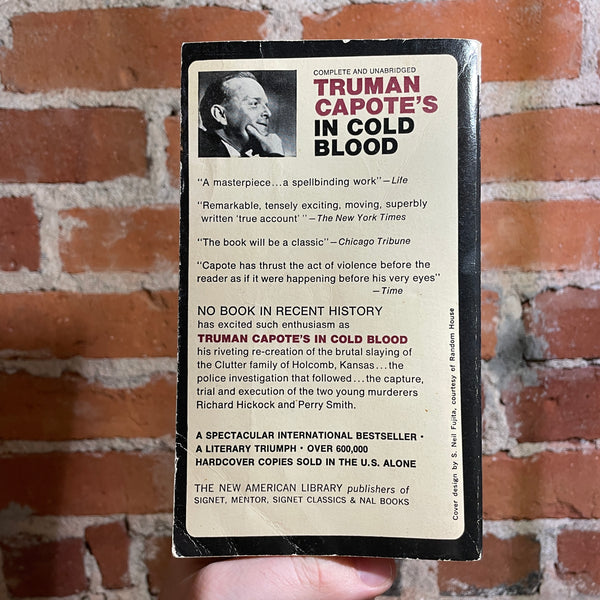 COMPLETE AND UNABRIDGED
TRUMAN
CAPOTE'S
IN COLD
BLOOD
"A masterpiece...a spellbinding work"—Life
"Remarkable, tensely exciting, moving, superbly
written 'true account' "—The New York Times
"The book will be a classic"—Chicago Tribune
"Capote has thrust the act of violence before the
reader as if it were happening before his very eyes"
—Time
NO BOOK IN RECENT HISTORY
has excited such enthusiasm as
TRUMAN CAPOTE'S IN COLD BLOOD
his riveting re-creation of the brutal slaying of
the Clutter family of Holcomb, Kansas...the
police investigation that followed...the capture,
trial and execution of the two young murderers
Richard Hickock and Perry Smith.
A SPECTACULAR INTERNATIONAL BESTSELLER •
A LITERARY TRIUMPH • OVER 600,000
HARDCOVER COPIES SOLD IN THE U.S. ALONE
THE NEW AMERICAN LIBRARY publishers of
SIGNET, MENTOR, SIGNET CLASSICS & NAL BOOKS
Cover design by S. Neil Fujita, courtesy of Random House